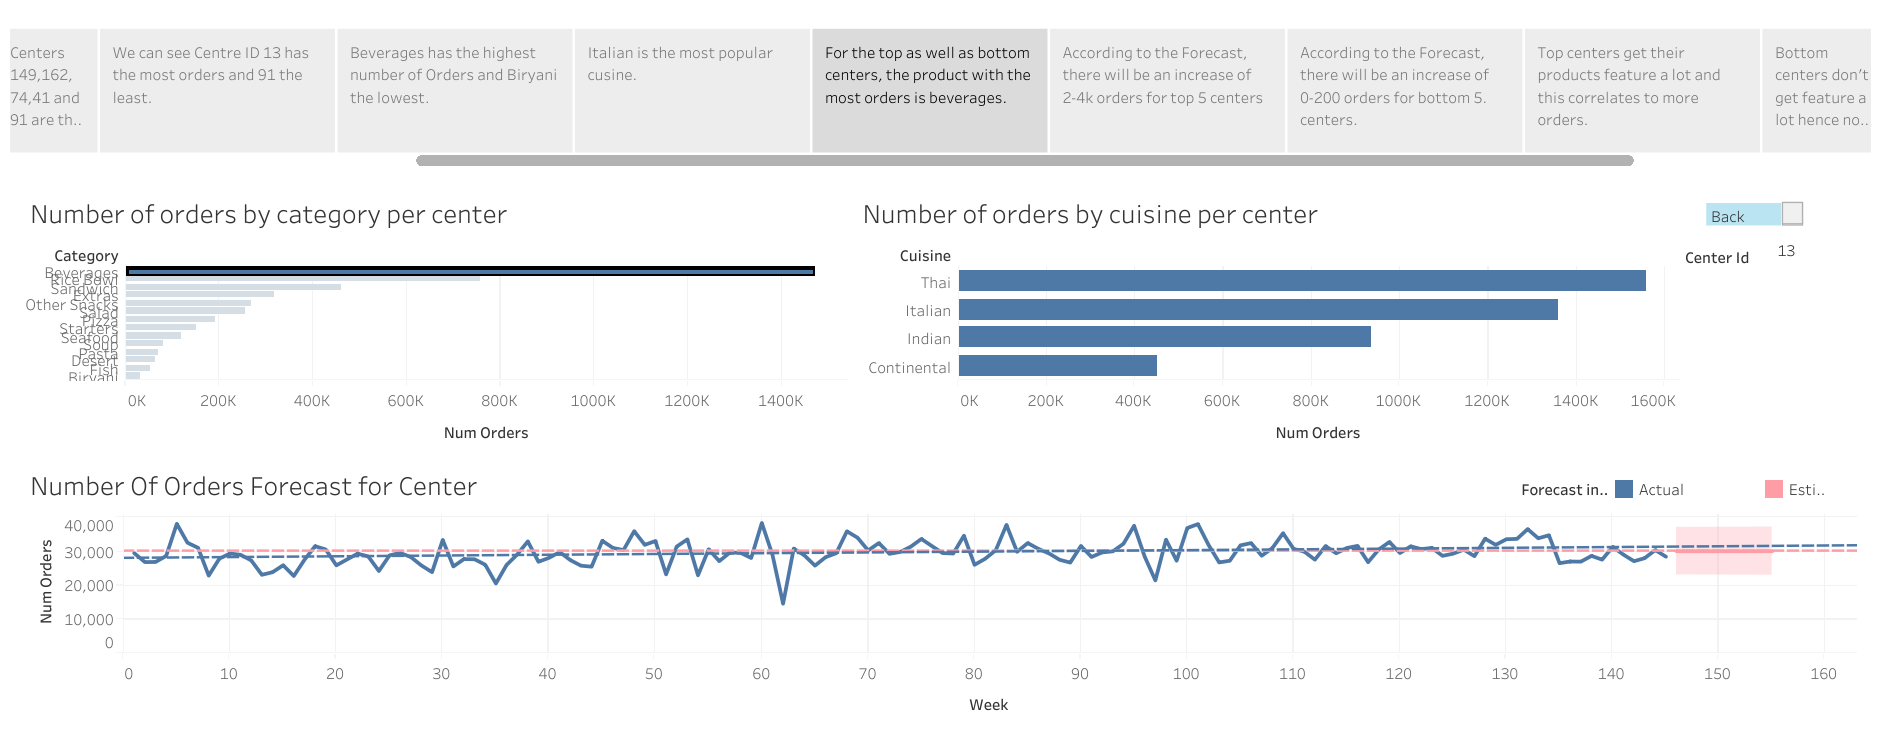 Centers
149,162,
74,41 and
91 are th..
We can see Centre ID 13 has
the most orders and 91 the
least.
Beverages has the highest
number of Orders and Biryani
the lowest.
Italian is the most popular
cusine.
For the top as well as bottom
centers, the product with the
most orders is beverages.
According to the Forecast,
there will be an increase of
2-4k orders for top 5 centers
According to the Forecast,
there will be an increase of
0-200 orders for bottom 5.
centers.
Top centers get their
products feature a lot and
this correlates to more
orders.
Bottom
centers don't
get feature a
lot hence no..
Number of orders by category per center
Category
Beverages
Rice Bowl
Sandwich
Extras
Other Snacks
Salad
Pizza
Starters
Seafood
Soup
Pasta
Desert
Fish
Biryani
0K 200K 400K 600K 800K 1000K 1200K 1400K
Num Orders
Number of orders by cuisine per center
Cuisine
Thai
Italian
Indian
Continental
0K 200K 400K 600K 800K 1000K 1200K 1400K 1600K
Num Orders
Back
Center Id 13
Number Of Orders Forecast for Center
Forecast in.. Actual Esti..
Num Orders
40,000
30,000
20,000
10,000
0
0 10 20 30 40 50 60 70 80 90 100 110 120 130 140 150 160
Week